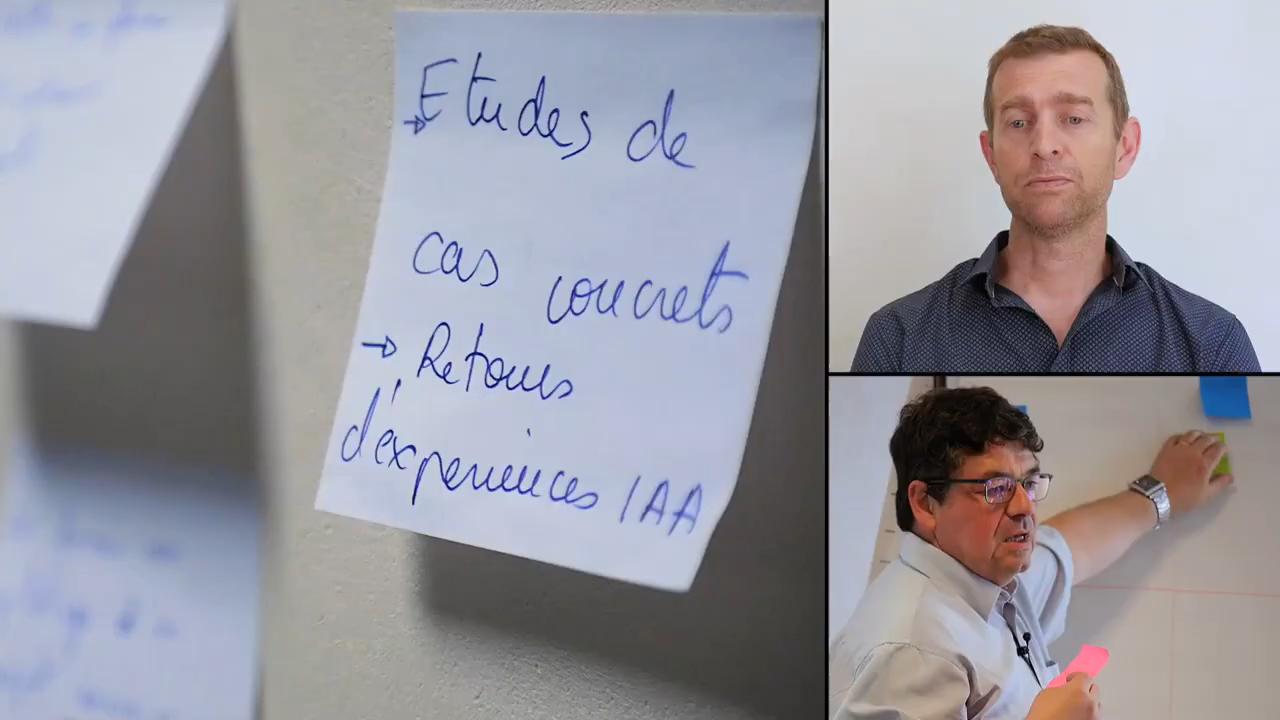 → Etudes de
cas concrets
→ Retours
d'expériences IAA